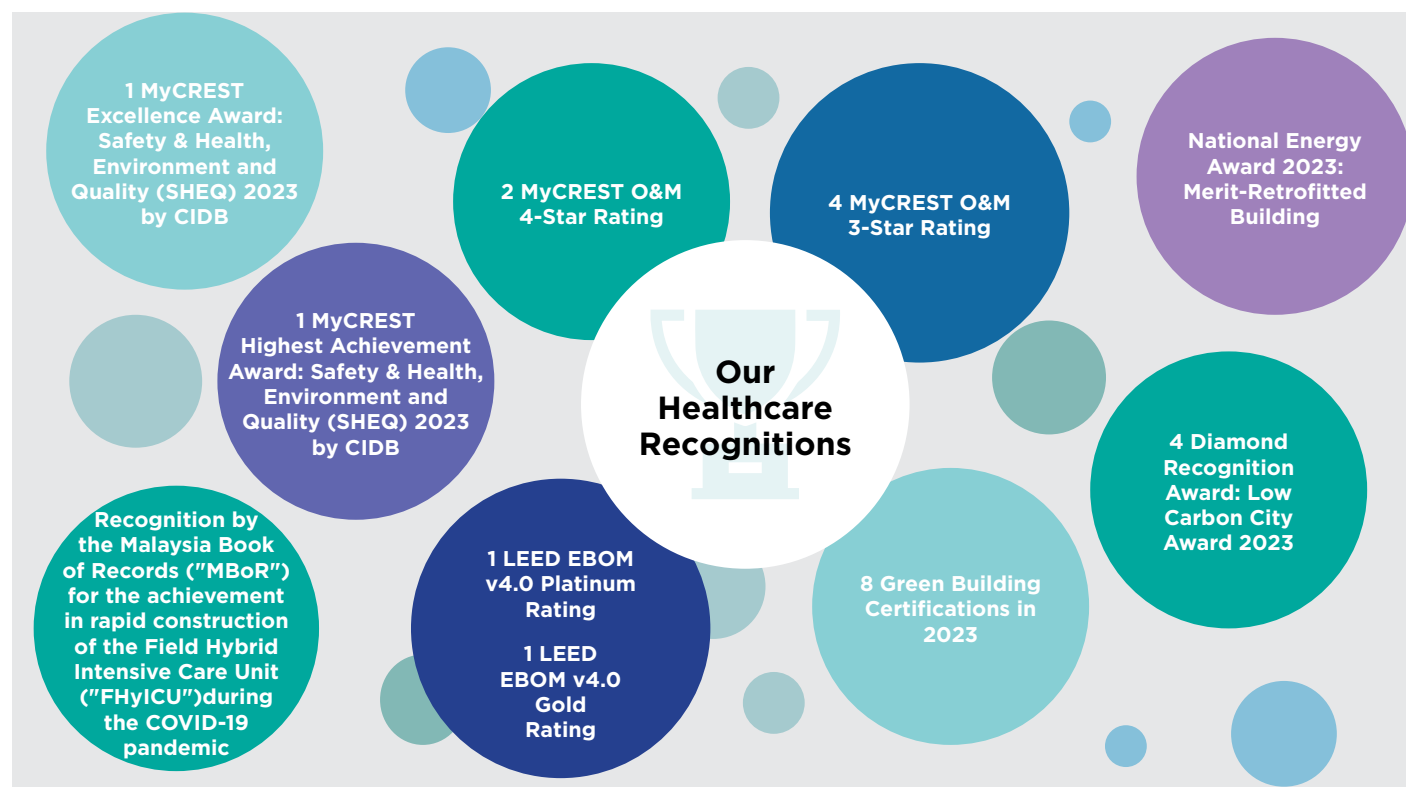 1 MyCREST
Excellence Award:
Safety & Health,
Environment and
Quality (SHEQ) 2023
by CIDB
2 MyCREST O&M
4-Star Rating
4 MyCREST O&M
3-Star Rating
National Energy
Award 2023:
Merit-Retrofitted
Building
1 MyCREST
Highest Achievement
Award: Safety & Health,
Environment and
Quality (SHEQ) 2023
by CIDB
Our
Healthcare
Recognitions
4 Diamond
Recognition
Award: Low
Carbon City
Award 2023
Recognition by
the Malaysia Book
of Records ("MBoR")
for the achievement
in rapid construction
of the Field Hybrid
Intensive Care Unit
("FHyICU")during
the COVID-19
pandemic
1 LEED EBOM
v4.0 Platinum
Rating
1 LEED
EBOM v4.0
Gold
Rating
8 Green Building
Certifications in
2023